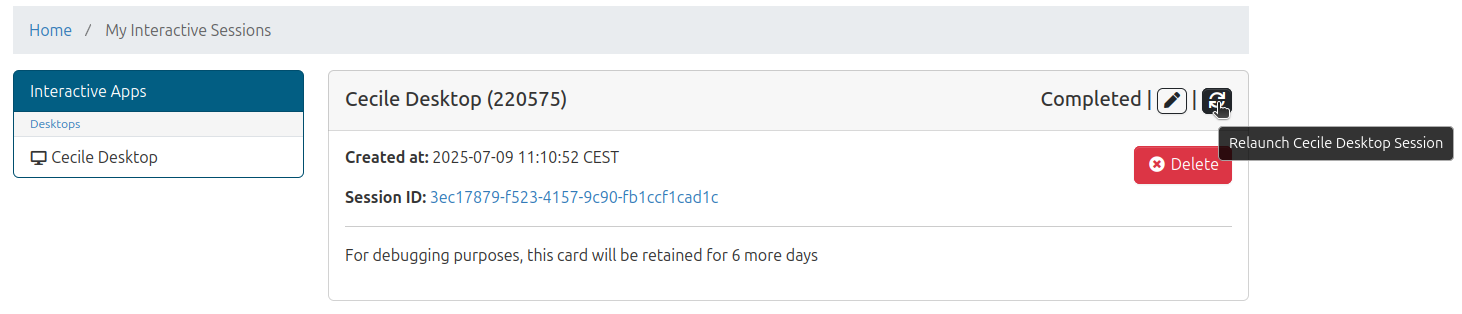 Home / My Interactive Sessions
Interactive Apps
Desktops
Cecile Desktop
Cecile Desktop (220575)
Completed | |
Relaunch Cecile Desktop Session
Created at: 2025-07-09 11:10:52 CEST
Delete
Session ID: 3ec17879-f523-4157-9c90-fb1ccf1cad1c
For debugging purposes, this card will be retained for 6 more days